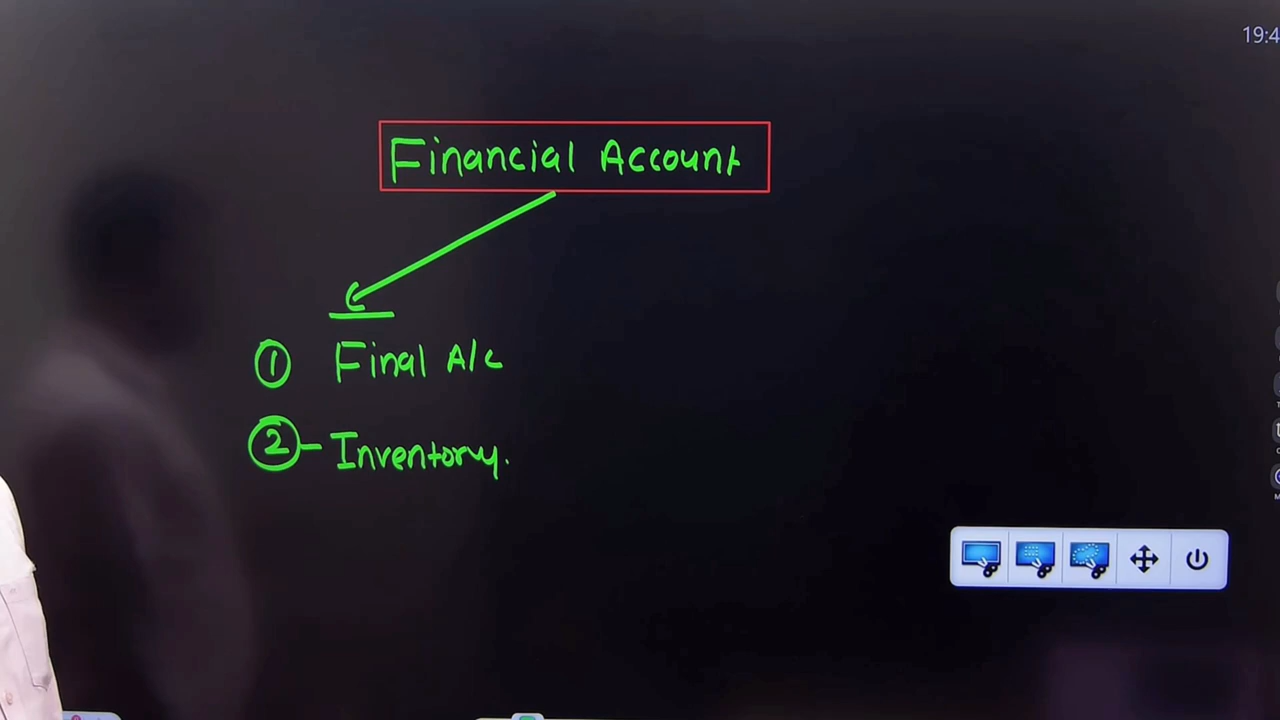 19:4
Financial Account
① Final A/c
② - Inventory.